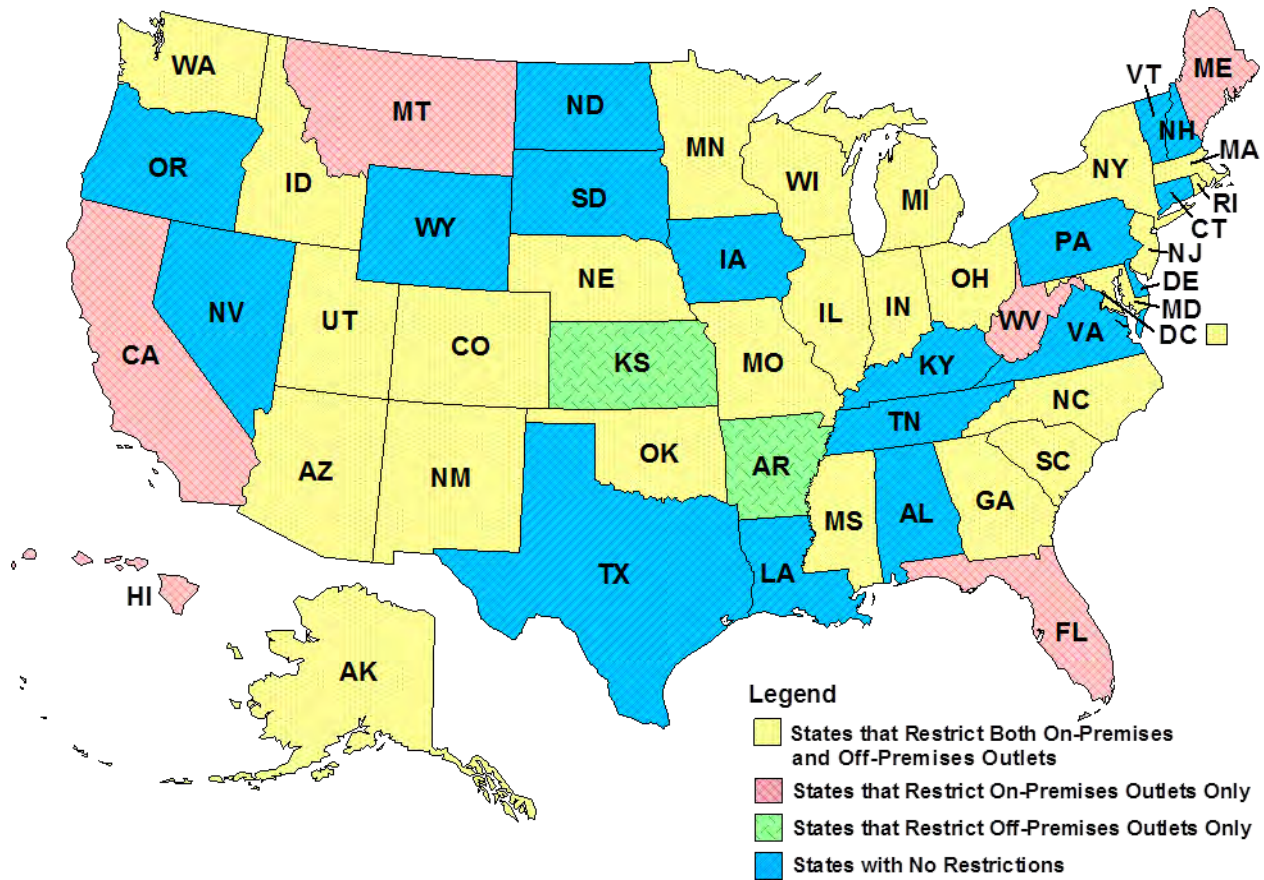 WA
MT
ND
MN
VT
ME
NH
MA
OR
ID
WY
SD
WI
MI
NY
RI
CT
NV
UT
CO
NE
IA
IL
IN
OH
PA
NJ
DE
MD
DC
CA
KS
MO
KY
WV
VA
AZ
NM
OK
AR
TN
NC
SC
MS
AL
GA
TX
LA
HI
AK
FL
Legend
States that Restrict Both On-Premises
and Off-Premises Outlets
States that Restrict On-Premises Outlets Only
States that Restrict Off-Premises Outlets Only
States with No Restrictions